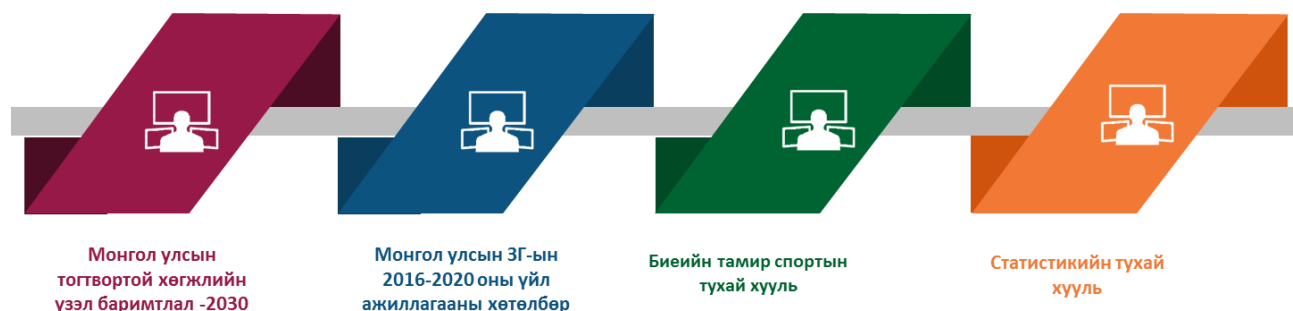 Монгол улсын
тогтвортой хөгжлийн
үзэл баримтлал -2030
Монгол улсын ЗГ-ын
2016-2020 оны үйл
ажиллагааны хөтөлбөр
Биеийн тамир спортын
тухай хууль
Статистикийн тухай
хууль